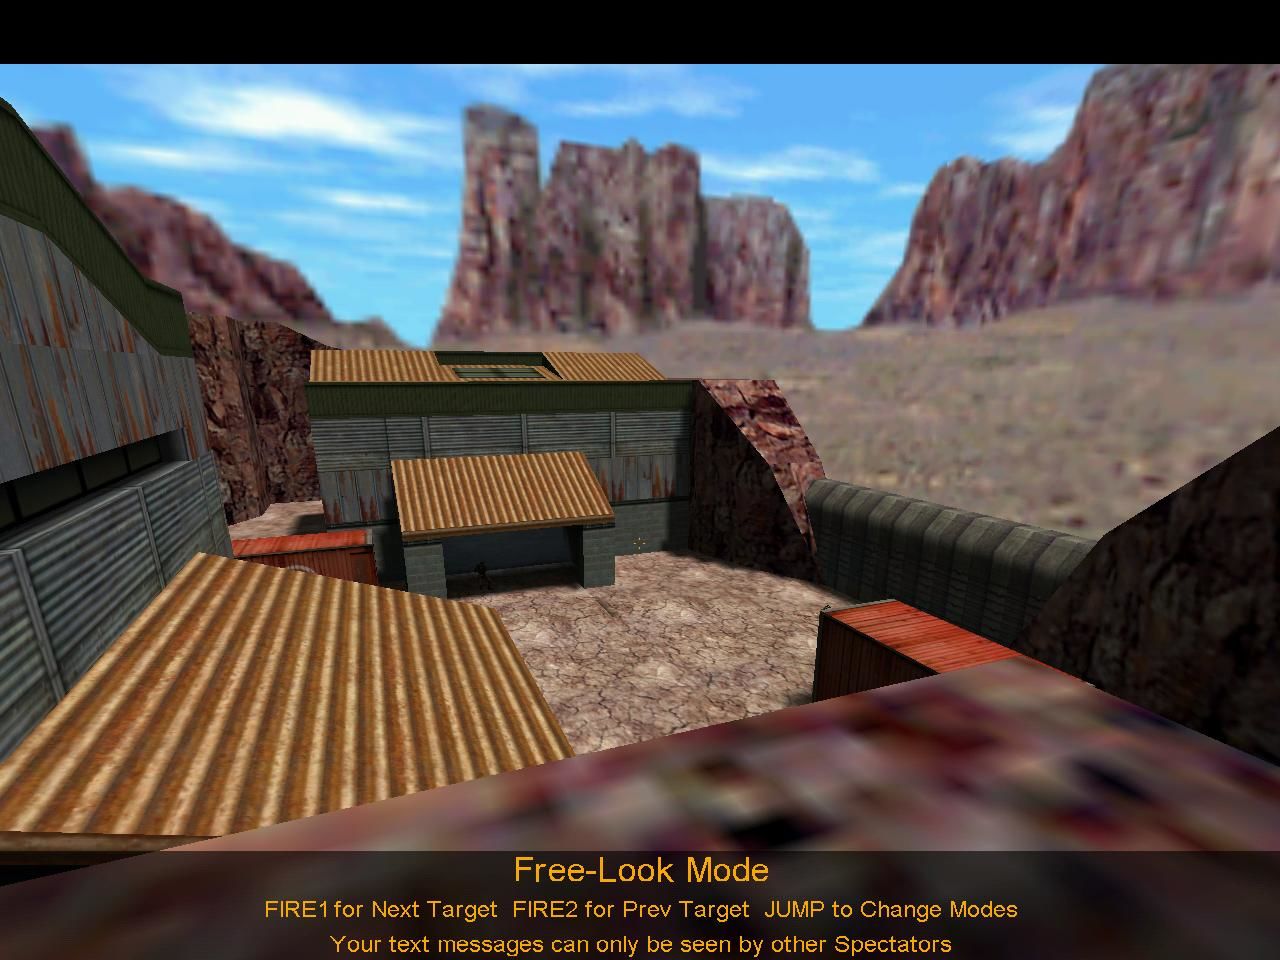 Free-Look Mode
FIRE1 for Next Target  FIRE2 for Prev Target  JUMP to Change Modes
Your text messages can only be seen by other Spectators